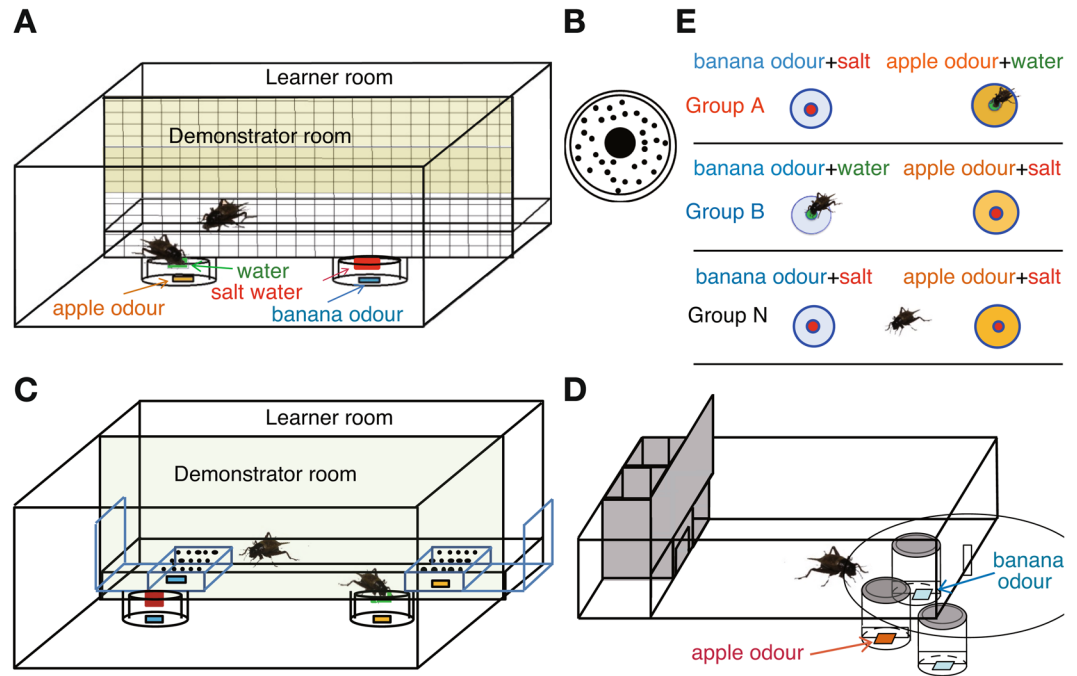 A
Learner room
Demonstrator room
water
salt water
apple odour
banana odour
B
E
banana odour+salt
apple odour+water
Group A
banana odour+water
apple odour+salt
Group B
banana odour+salt
apple odour+salt
Group N
C
Learner room
Demonstrator room
D
banana
odour
apple odour